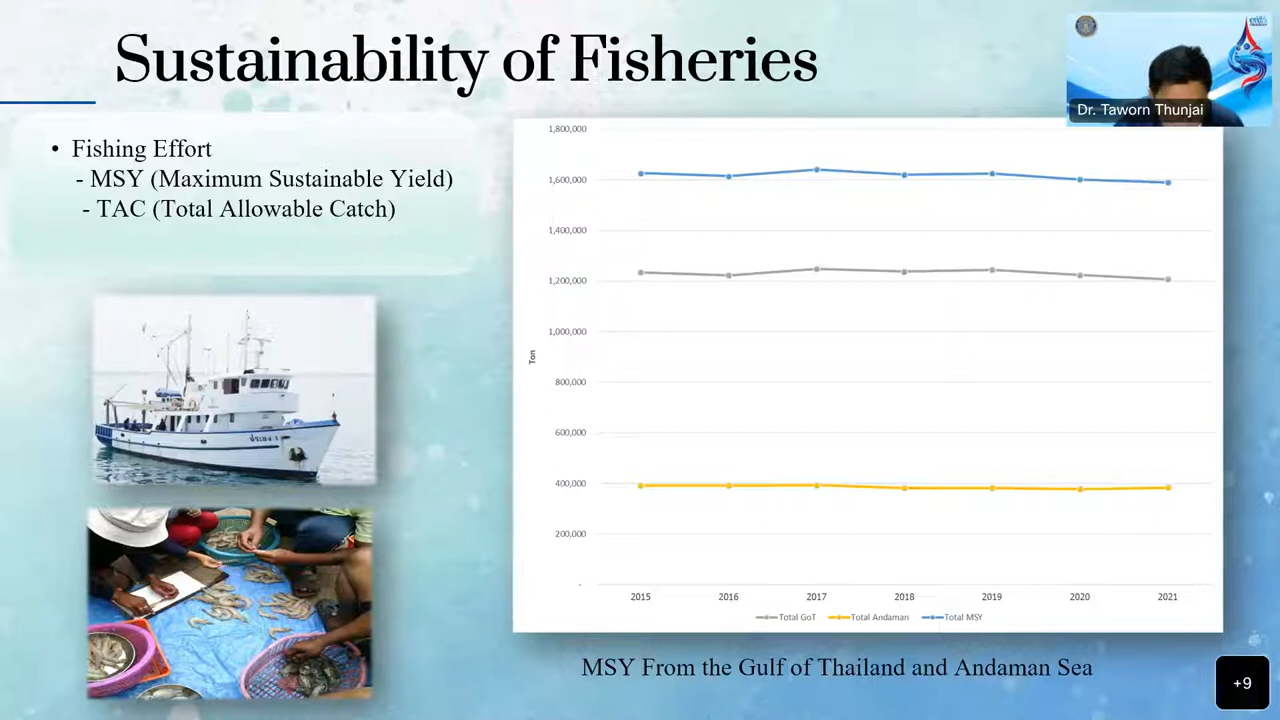 Sustainability of Fisheries
Dr. Taworn Thunjai
• Fishing Effort
- MSY (Maximum Sustainable Yield)
- TAC (Total Allowable Catch)
1,800,000
1,600,000
1,400,000
1,200,000
1,000,000
800,000
600,000
400,000
200,000
-
Ton
2015 2016 2017 2018 2019 2020 2021
Total GoT Total Andaman Total MSY
MSY From the Gulf of Thailand and Andaman Sea
+9